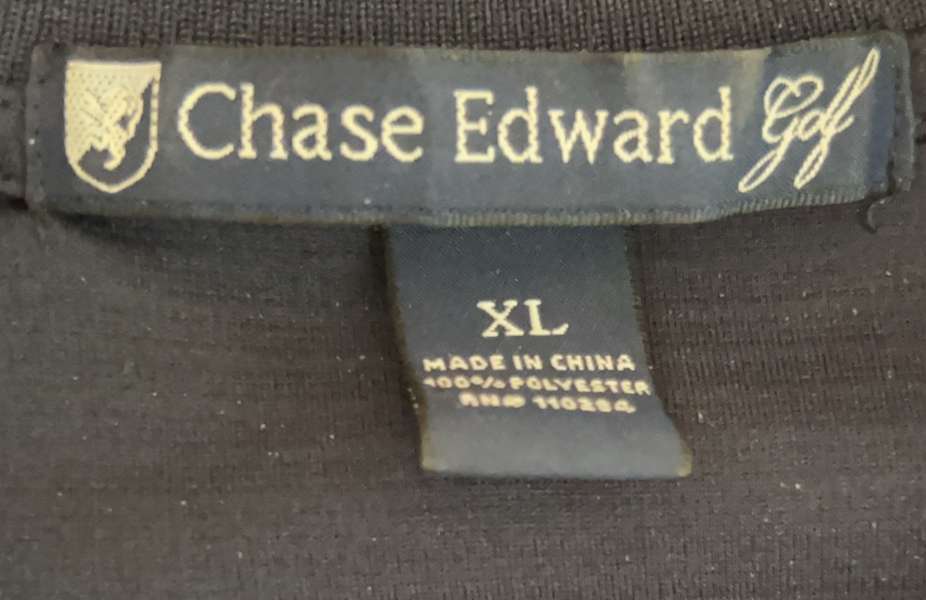 Chase Edward Golf
XL
MADE IN CHINA
100% POLYESTER
RN# 110284